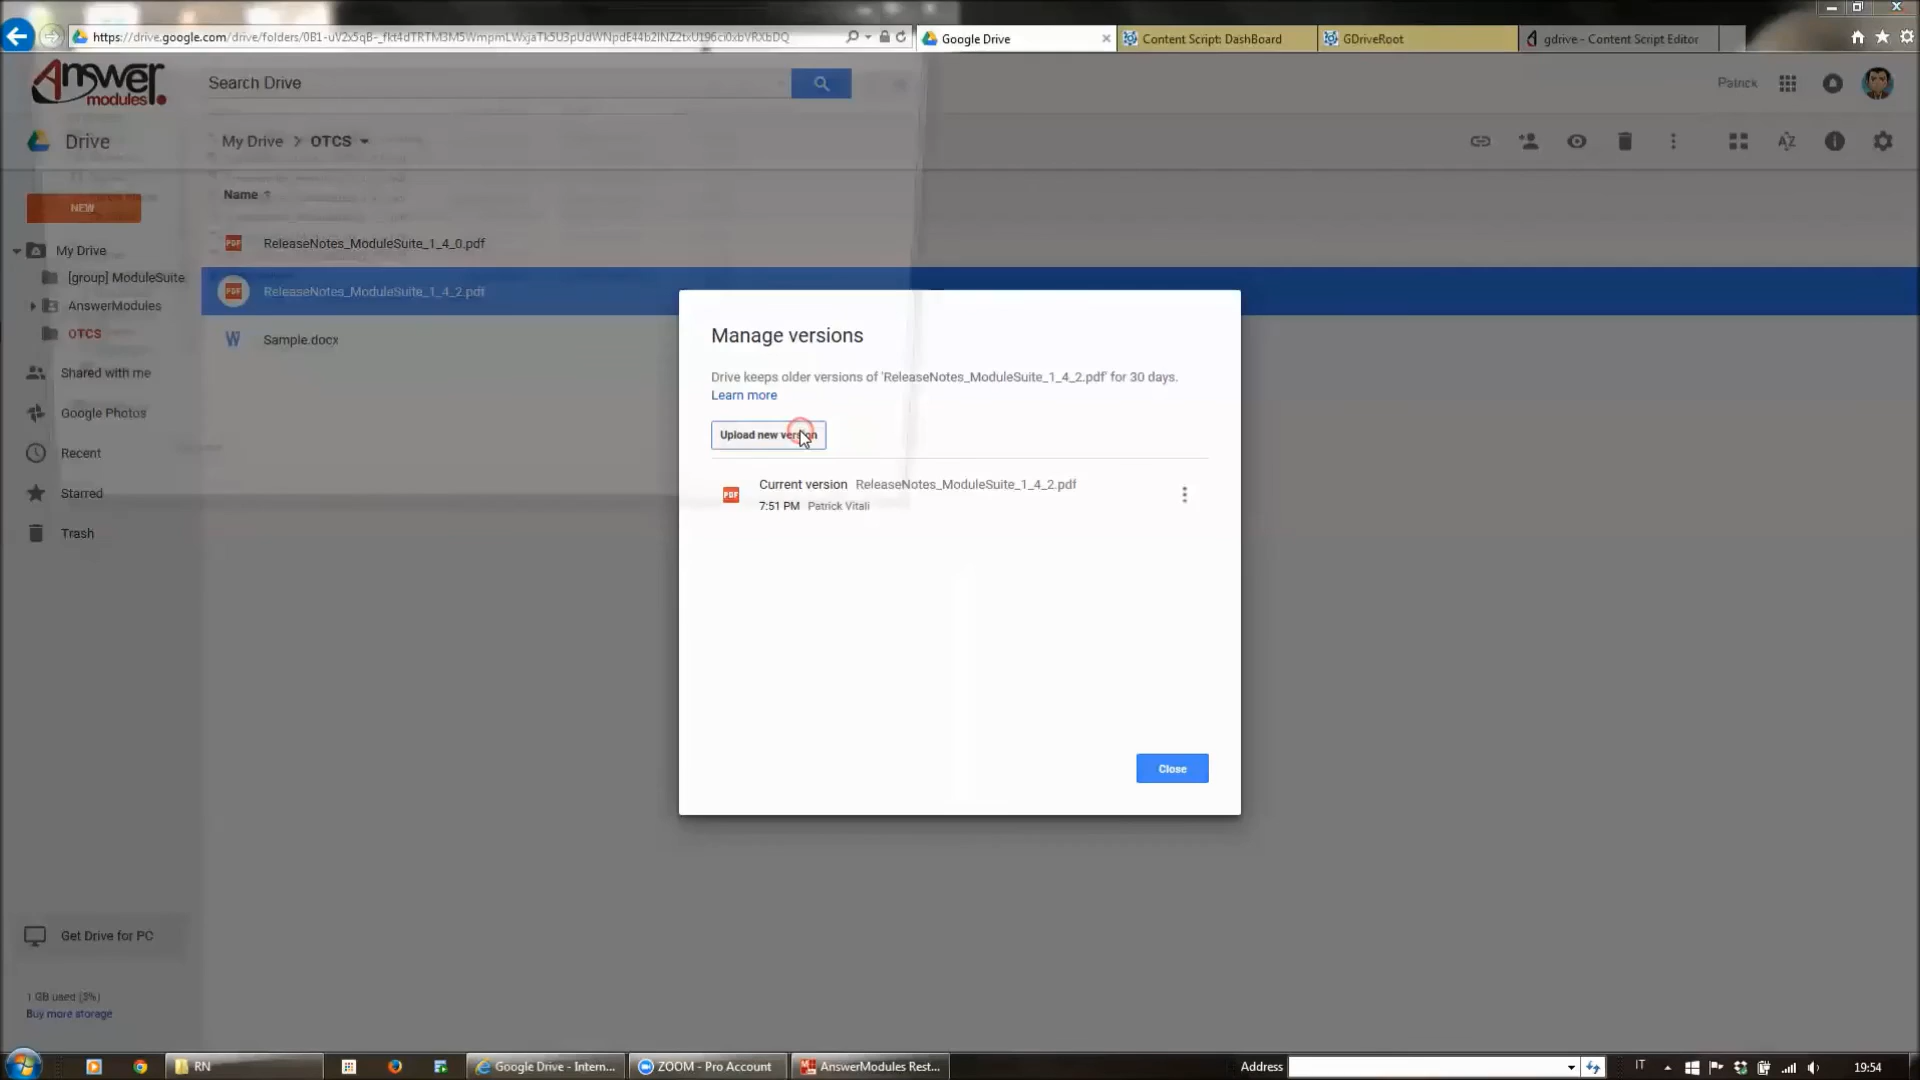 https://drive.google.com/drive/folders/0B1-uV2x5qB-_fkt4dTRTM3M5WmpmLWxjaTk5U3pUdWNpdE44b2lNZ2txU196ci0xbVRXbDQ
Google Drive
Content Script: DashBoard
GDriveRoot
gdrive - Content Script Editor
Answer modules.
Search Drive
Patrick
Drive
My Drive > OTCS
NEW
Name
My Drive
[group] ModuleSuite
AnswerModules
OTCS
Shared with me
Google Photos
Recent
Starred
Trash
ReleaseNotes_ModuleSuite_1_4_0.pdf
ReleaseNotes_ModuleSuite_1_4_2.pdf
Sample.docx
Manage versions
Drive keeps older versions of 'ReleaseNotes_ModuleSuite_1_4_2.pdf' for 30 days.
Learn more
Upload new version
Current version ReleaseNotes_ModuleSuite_1_4_2.pdf
7:51 PM Patrick Vitali
Close
Get Drive for PC
1 GB used (3%)
Buy more storage
RN
Google Drive - Intern...
ZOOM - Pro Account
AnswerModules Rest...
Address
IT
19:54